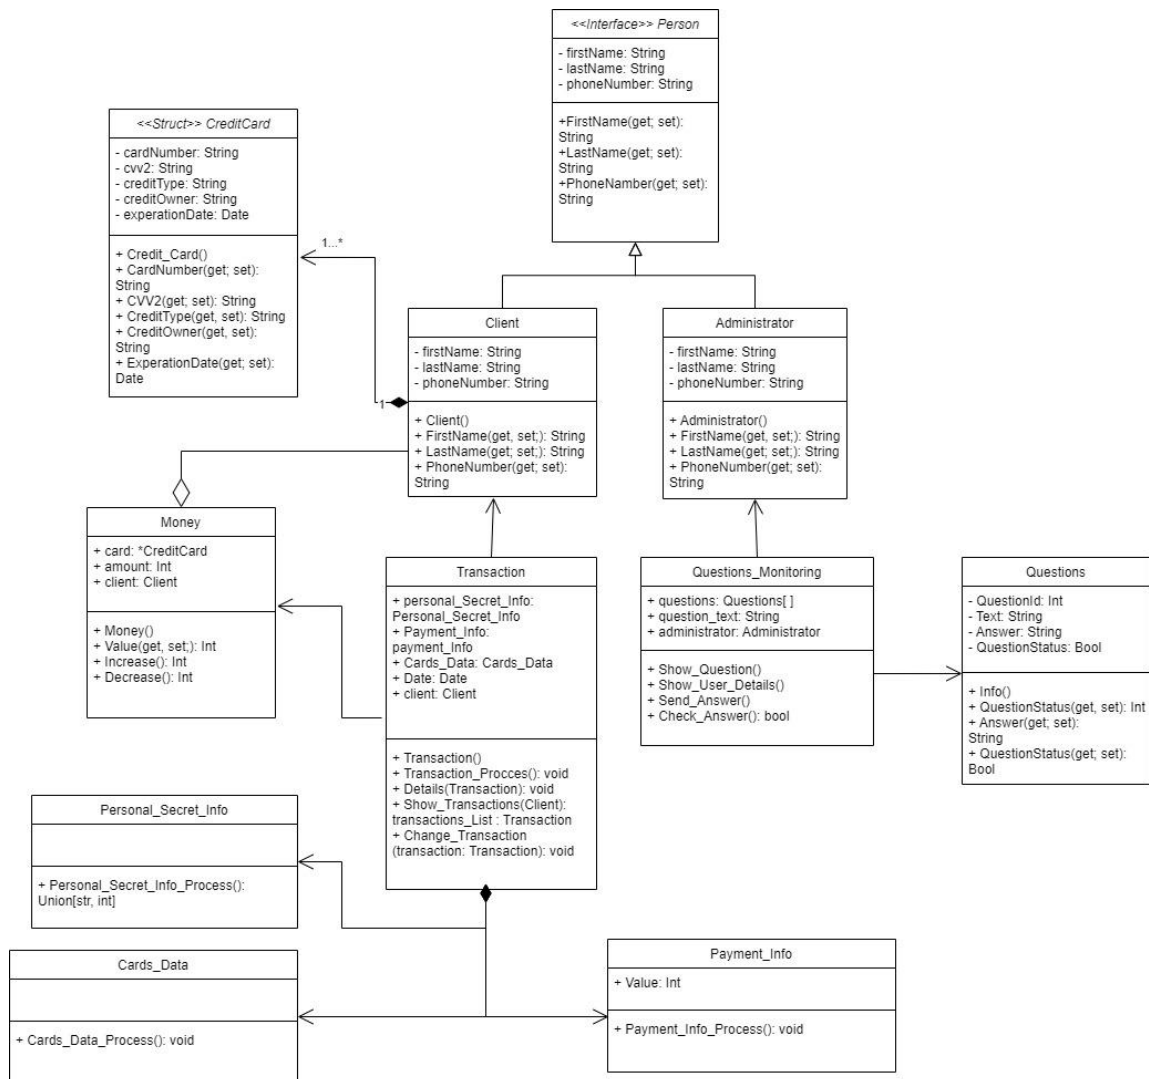 <<Interface>> Person
- firstName: String
- lastName: String
- phoneNumber: String
+FirstName(get; set):
String
+LastName(get; set):
String
+PhoneNamber(get; set):
String
<<Struct>> CreditCard
- cardNumber: String
- cvv2: String
- creditType: String
- creditOwner: String
- experationDate: Date
+ Credit_Card()
+ CardNumber(get; set):
String
+ CVV2(get; set): String
+ CreditType(get, set): String
+ CreditOwner(get, set):
String
+ ExperationDate(get; set):
Date
1...*
1
Client
- firstName: String
- lastName: String
- phoneNumber: String
+ Client()
+ FirstName(get, set;): String
+ LastName(get; set;): String
+ PhoneNumber(get; set):
String
Administrator
- firstName: String
- lastName: String
- phoneNumber: String
+ Administrator()
+ FirstName(get, set;): String
+ LastName(get; set;): String
+ PhoneNumber(get; set):
String
Money
+ card: *CreditCard
+ amount: Int
+ client: Client
+ Money()
+ Value(get, set;): Int
+ Increase(): Int
+ Decrease(): Int
Transaction
+ personal_Secret_Info:
Personal_Secret_Info
+ Payment_Info:
payment_Info
+ Cards_Data: Cards_Data
+ Date: Date
+ client: Client
+ Transaction()
+ Transaction_Procces(): void
+ Details(Transaction): void
+ Show_Transactions(Client):
transactions_List : Transaction
+ Change_Transaction
(transaction: Transaction): void
Questions_Monitoring
+ questions: Questions[ ]
+ question_text: String
+ administrator: Administrator
+ Show_Question()
+ Show_User_Details()
+ Send_Answer()
+ Check_Answer(): bool
Questions
- QuestionId: Int
- Text: String
- Answer: String
- QuestionStatus: Bool
+ Info()
+ QuestionStatus(get, set): Int
+ Answer(get; set):
String
+ QuestionStatus(get; set):
Bool
Personal_Secret_Info
+ Personal_Secret_Info_Process():
Union[str, int]
Cards_Data
+ Cards_Data_Process(): void
Payment_Info
+ Value: Int
+ Payment_Info_Process(): void